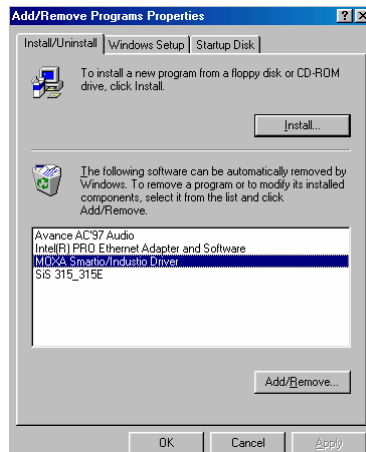 Add/Remove Programs Properties
Install/Uninstall Windows Setup Startup Disk
To install a new program from a floppy disk or CD-ROM
drive, click Install.
Install...
The following software can be automatically removed by
Windows. To remove a program or to modify its installed
components, select it from the list and click
Add/Remove.
Avance AC'97 Audio
Intel(R) PRO Ethernet Adapter and Software
MOXA Smartio/Industio Driver
SiS 315_315E
Add/Remove...
OK Cancel Apply